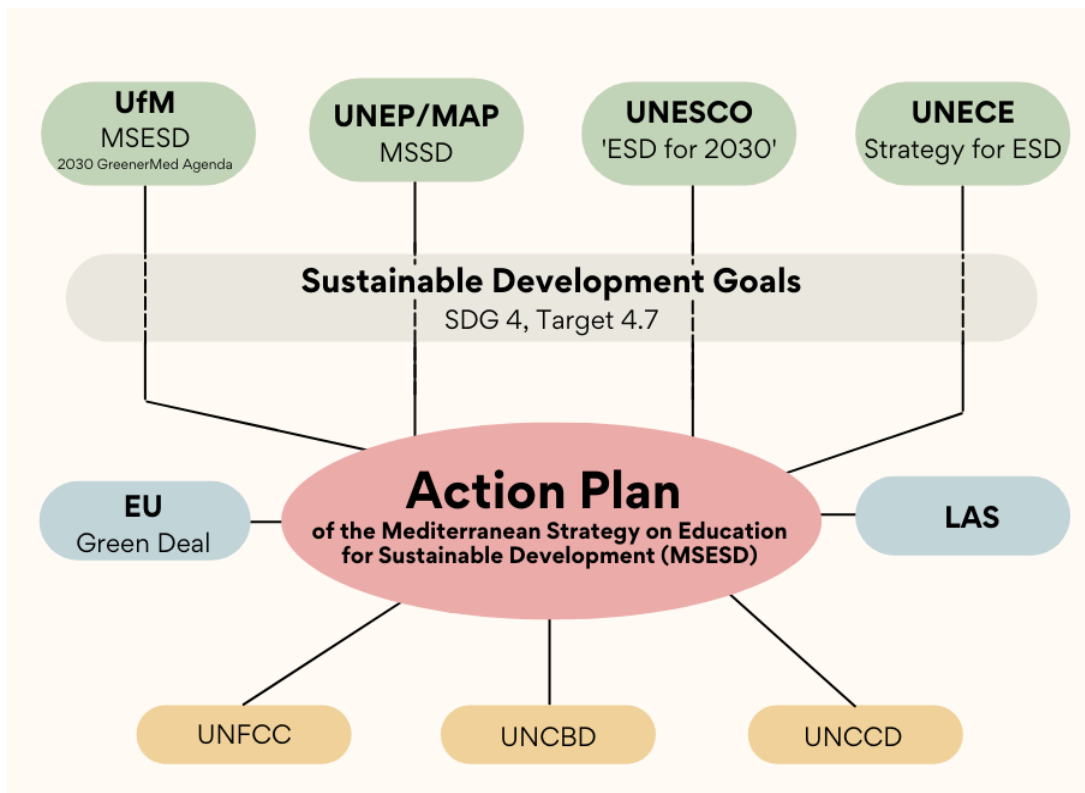 UfM
MSESD
2030 GreenerMed Agenda
UNEP/MAP
MSSD
UNESCO
'ESD for 2030'
UNECE
Strategy for ESD
Sustainable Development Goals
SDG 4, Target 4.7
Action Plan
of the Mediterranean Strategy on Education
for Sustainable Development (MSESD)
EU
Green Deal
LAS
UNFCC
UNCBD
UNCCD